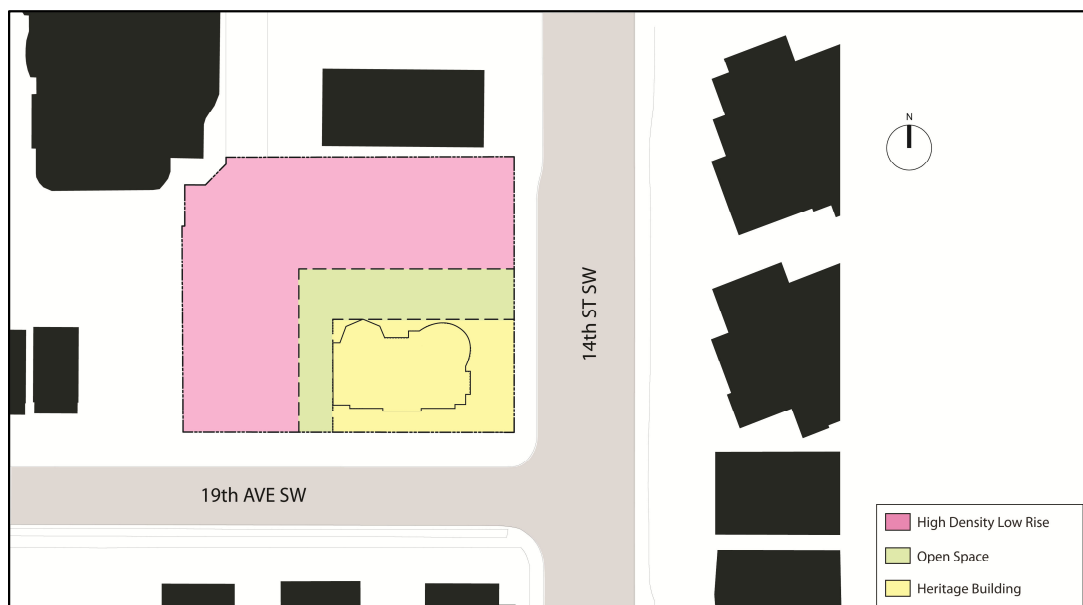 N
14th ST SW
19th AVE SW
High Density Low Rise
Open Space
Heritage Building